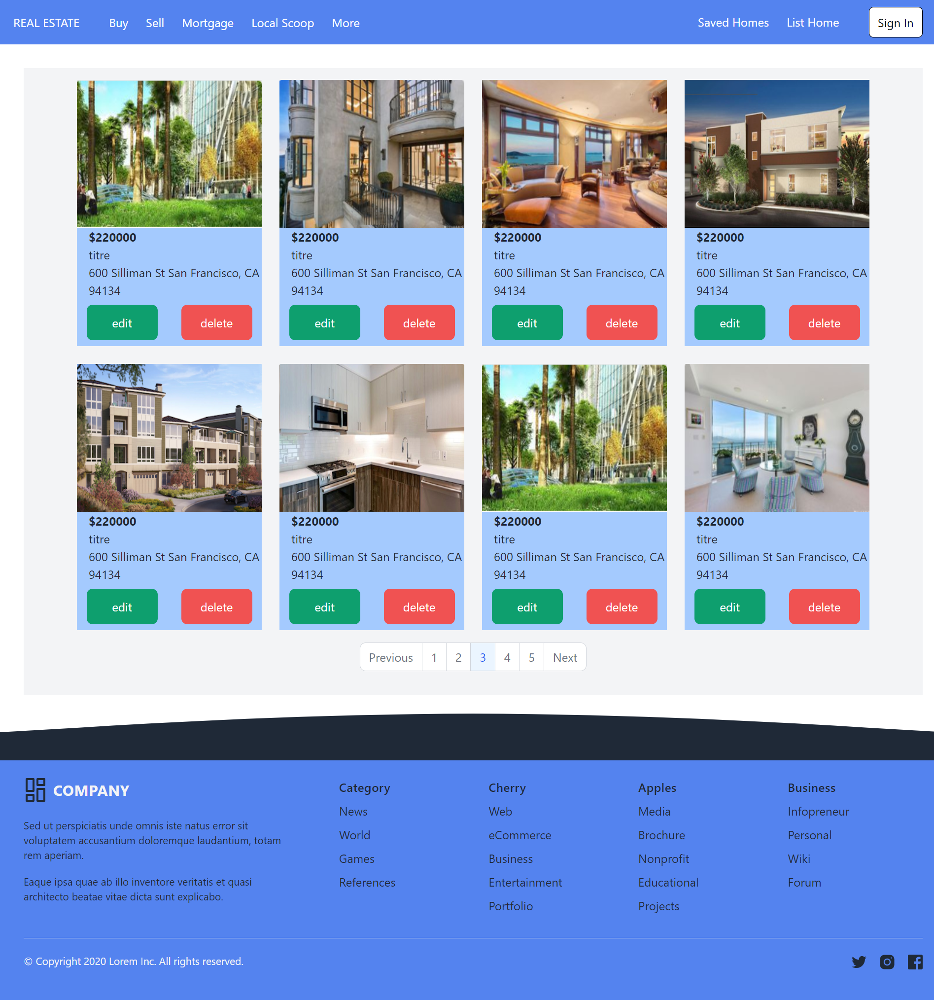 REAL ESTATE Buy Sell Mortgage Local Scoop More Saved Homes List Home Sign In
$220000 $220000 $220000 $220000
titre titre titre titre
600 Silliman St San Francisco, CA 600 Silliman St San Francisco, CA 600 Silliman St San Francisco, CA 600 Silliman St San Francisco, CA
94134 94134 94134 94134
edit delete edit delete edit delete edit delete
$220000 $220000 $220000 $220000
titre titre titre titre
600 Silliman St San Francisco, CA 600 Silliman St San Francisco, CA 600 Silliman St San Francisco, CA 600 Silliman St San Francisco, CA
94134 94134 94134 94134
edit delete edit delete edit delete edit delete
Previous 1 2 3 4 5 Next
COMPANY
Sed ut perspiciatis unde omnis iste natus error sit
voluptatem accusantium doloremque laudantium, totam
rem aperiam.
Eaque ipsa quae ab illo inventore veritatis et quasi
architecto beatae vitae dicta sunt explicabo.
Category
News
World
Games
References
Cherry
Web
eCommerce
Business
Entertainment
Portfolio
Apples
Media
Brochure
Nonprofit
Educational
Projects
Business
Infopreneur
Personal
Wiki
Forum
© Copyright 2020 Lorem Inc. All rights reserved.